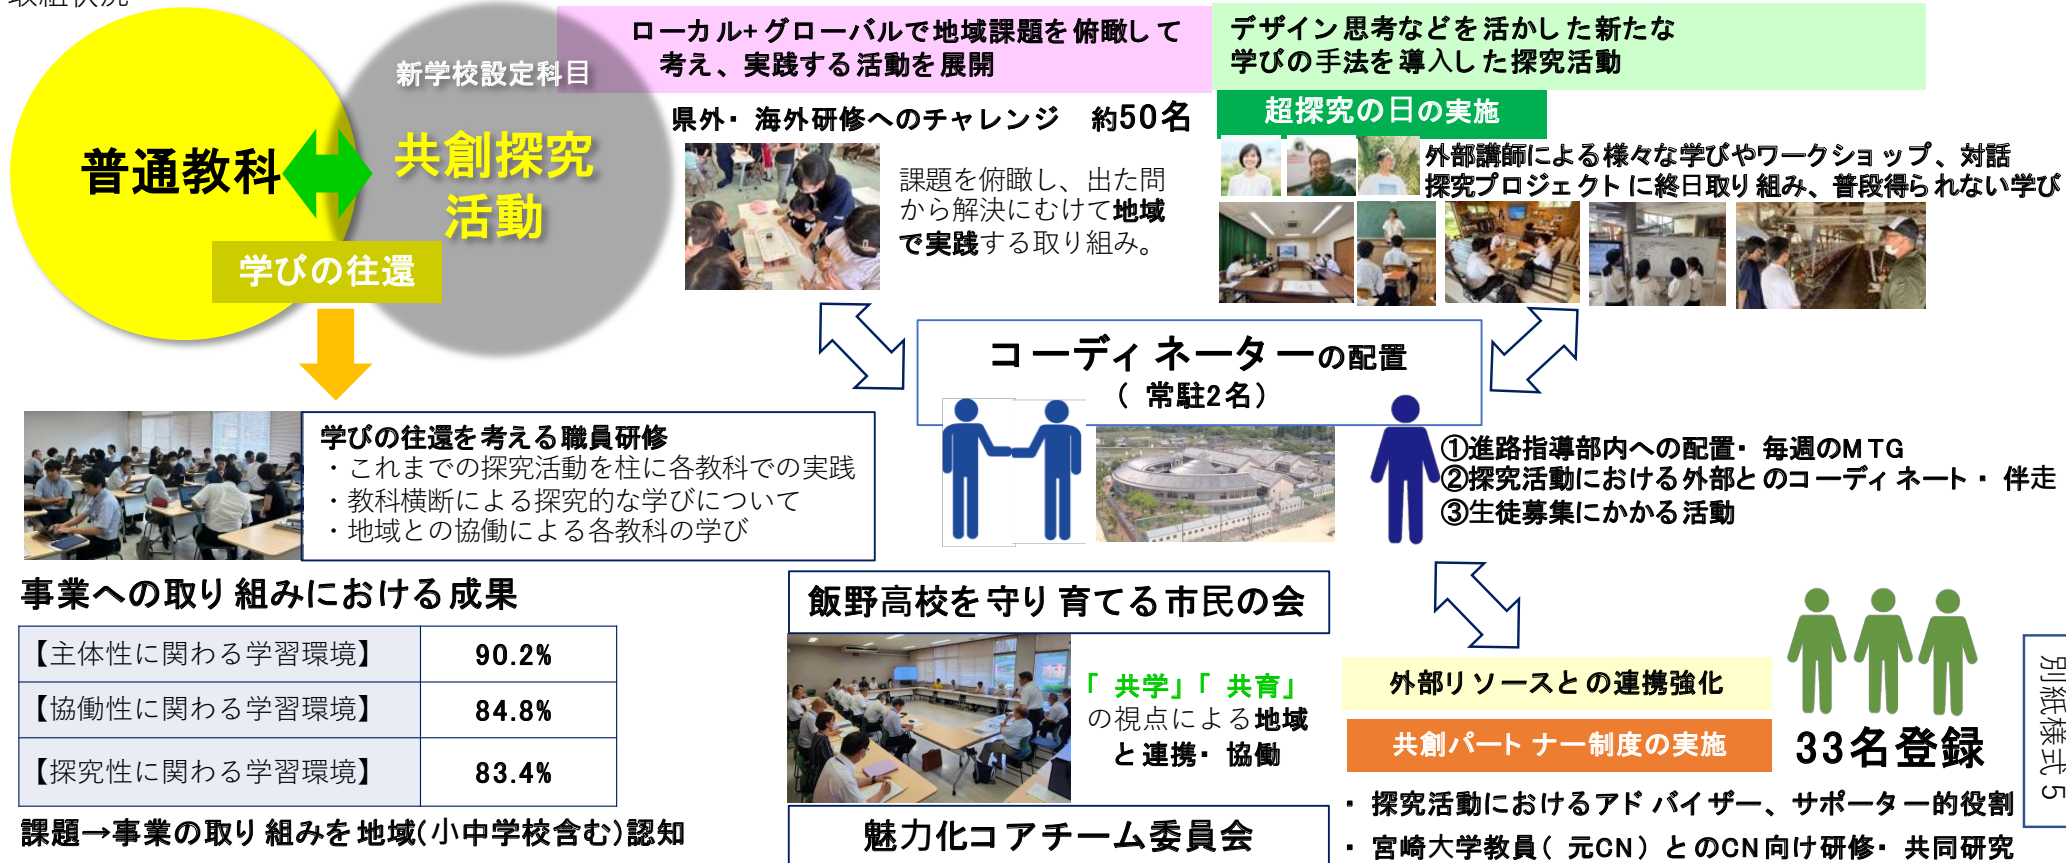 取組状況
普通教科
新学校設定科目
共創探究
活動
学びの往還
ローカル+グローバルで地域課題を俯瞰して
考え、実践する活動を展開
県外・海外研修へのチャレンジ 約50名
課題を俯瞰し、出た問
から解決にむけて地域
で実践する取り組み。
デザイン思考などを活かした新たな
学びの手法を導入した探究活動
超探究の日の実施
外部講師による様々な学びやワークショップ、対話
探究プロジェクトに終日取り組み、普段得られない学び
コーディネーターの配置
(常駐2名)
①進路指導部内への配置・毎週のMTG
②探究活動における外部とのコーディネート・伴走
③生徒募集にかかる活動
学びの往還を考える職員研修
・これまでの探究活動を柱に各教科での実践
・教科横断による探究的な学びについて
・地域との協働による各教科の学び
事業への取り組みにおける成果
【主体性に関わる学習環境】 90.2%
【協働性に関わる学習環境】 84.8%
【探究性に関わる学習環境】 83.4%
課題→事業の取り組みを地域(小中学校含む)認知
飯野高校を守り育てる市民の会
「共学」「共育」
の視点による地域
と連携・協働
魅力化コアチーム委員会
外部リソースとの連携強化
共創パートナー制度の実施
33名登録
・探究活動におけるアドバイザー、サポーター的役割
・宮崎大学教員(元CN)とのCN向け研修・共同研究
別紙様式5